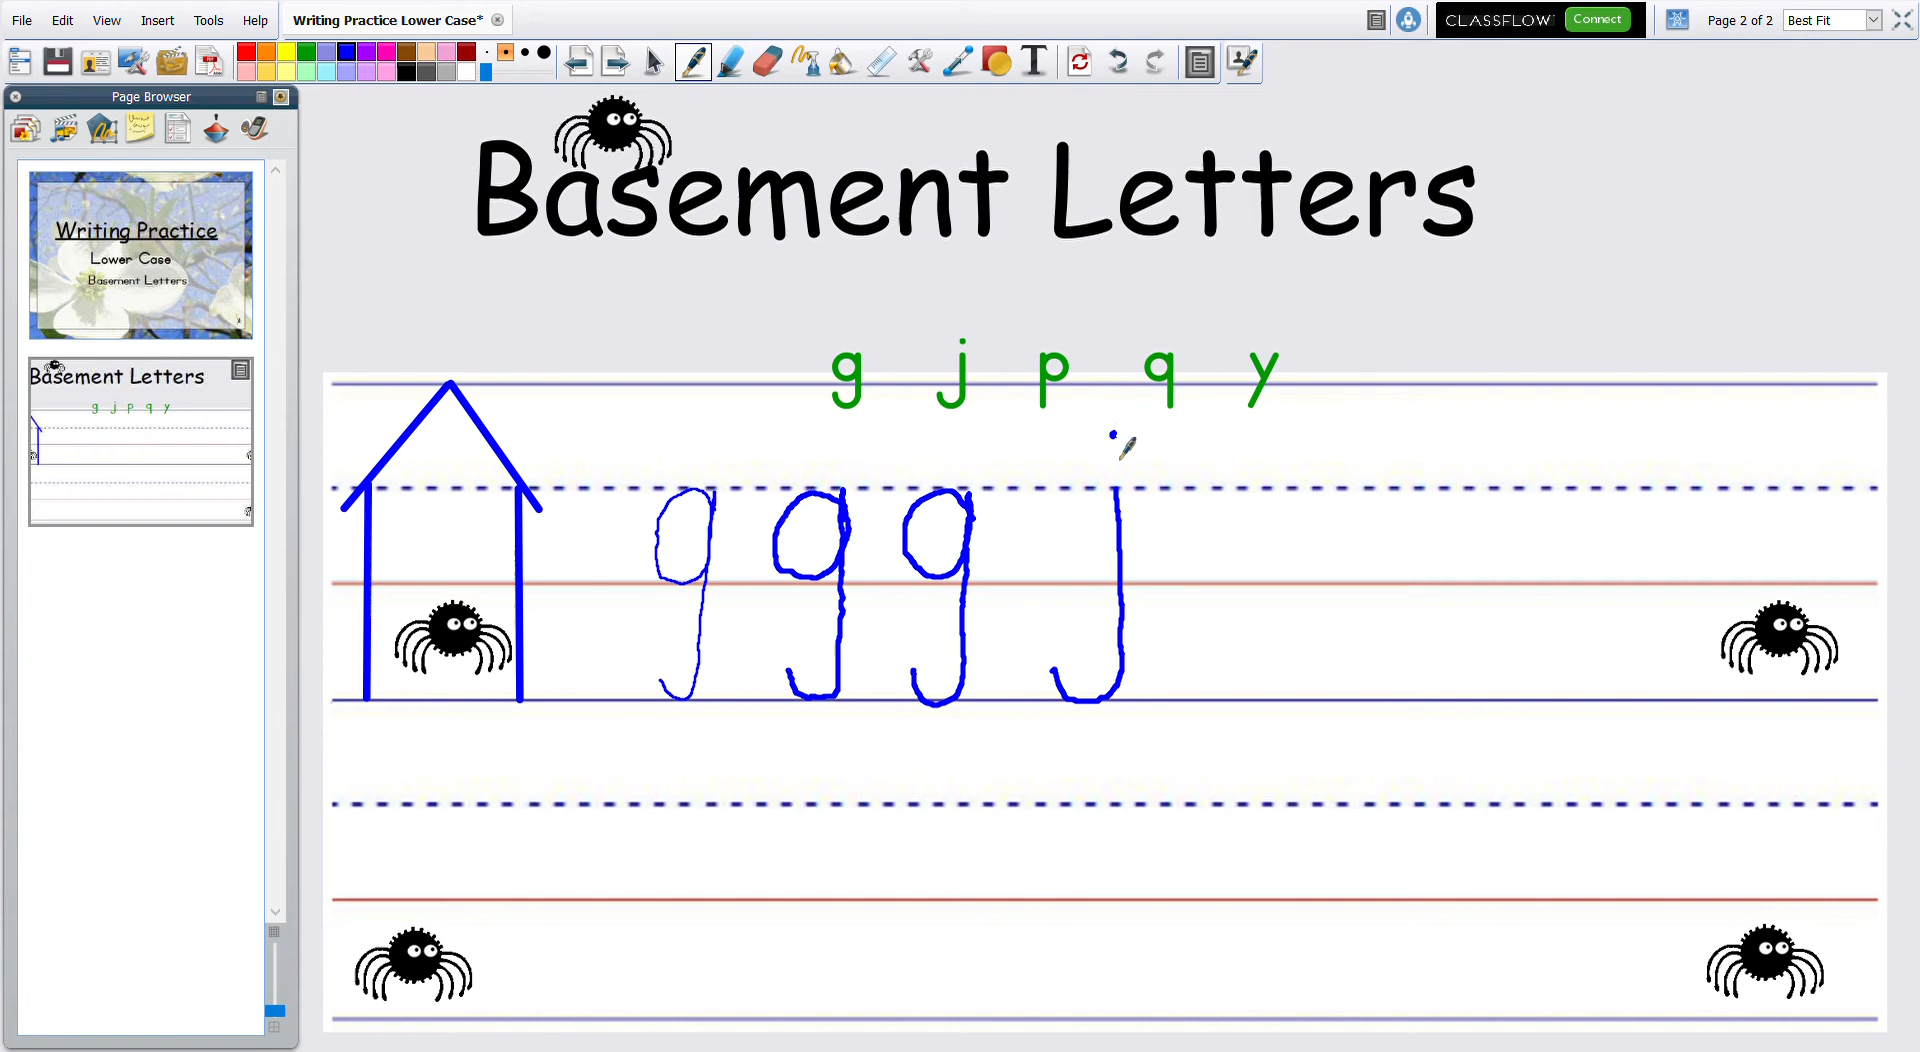 File Edit View Insert Tools Help Writing Practice Lower Case* CLASSFLOW Connect Page 2 of 2 Best Fit
T
Page Browser
Writing Practice
Lower Case
Basement Letters
Basement Letters
g j p q y
Basement Letters
g j p q y
g g g j